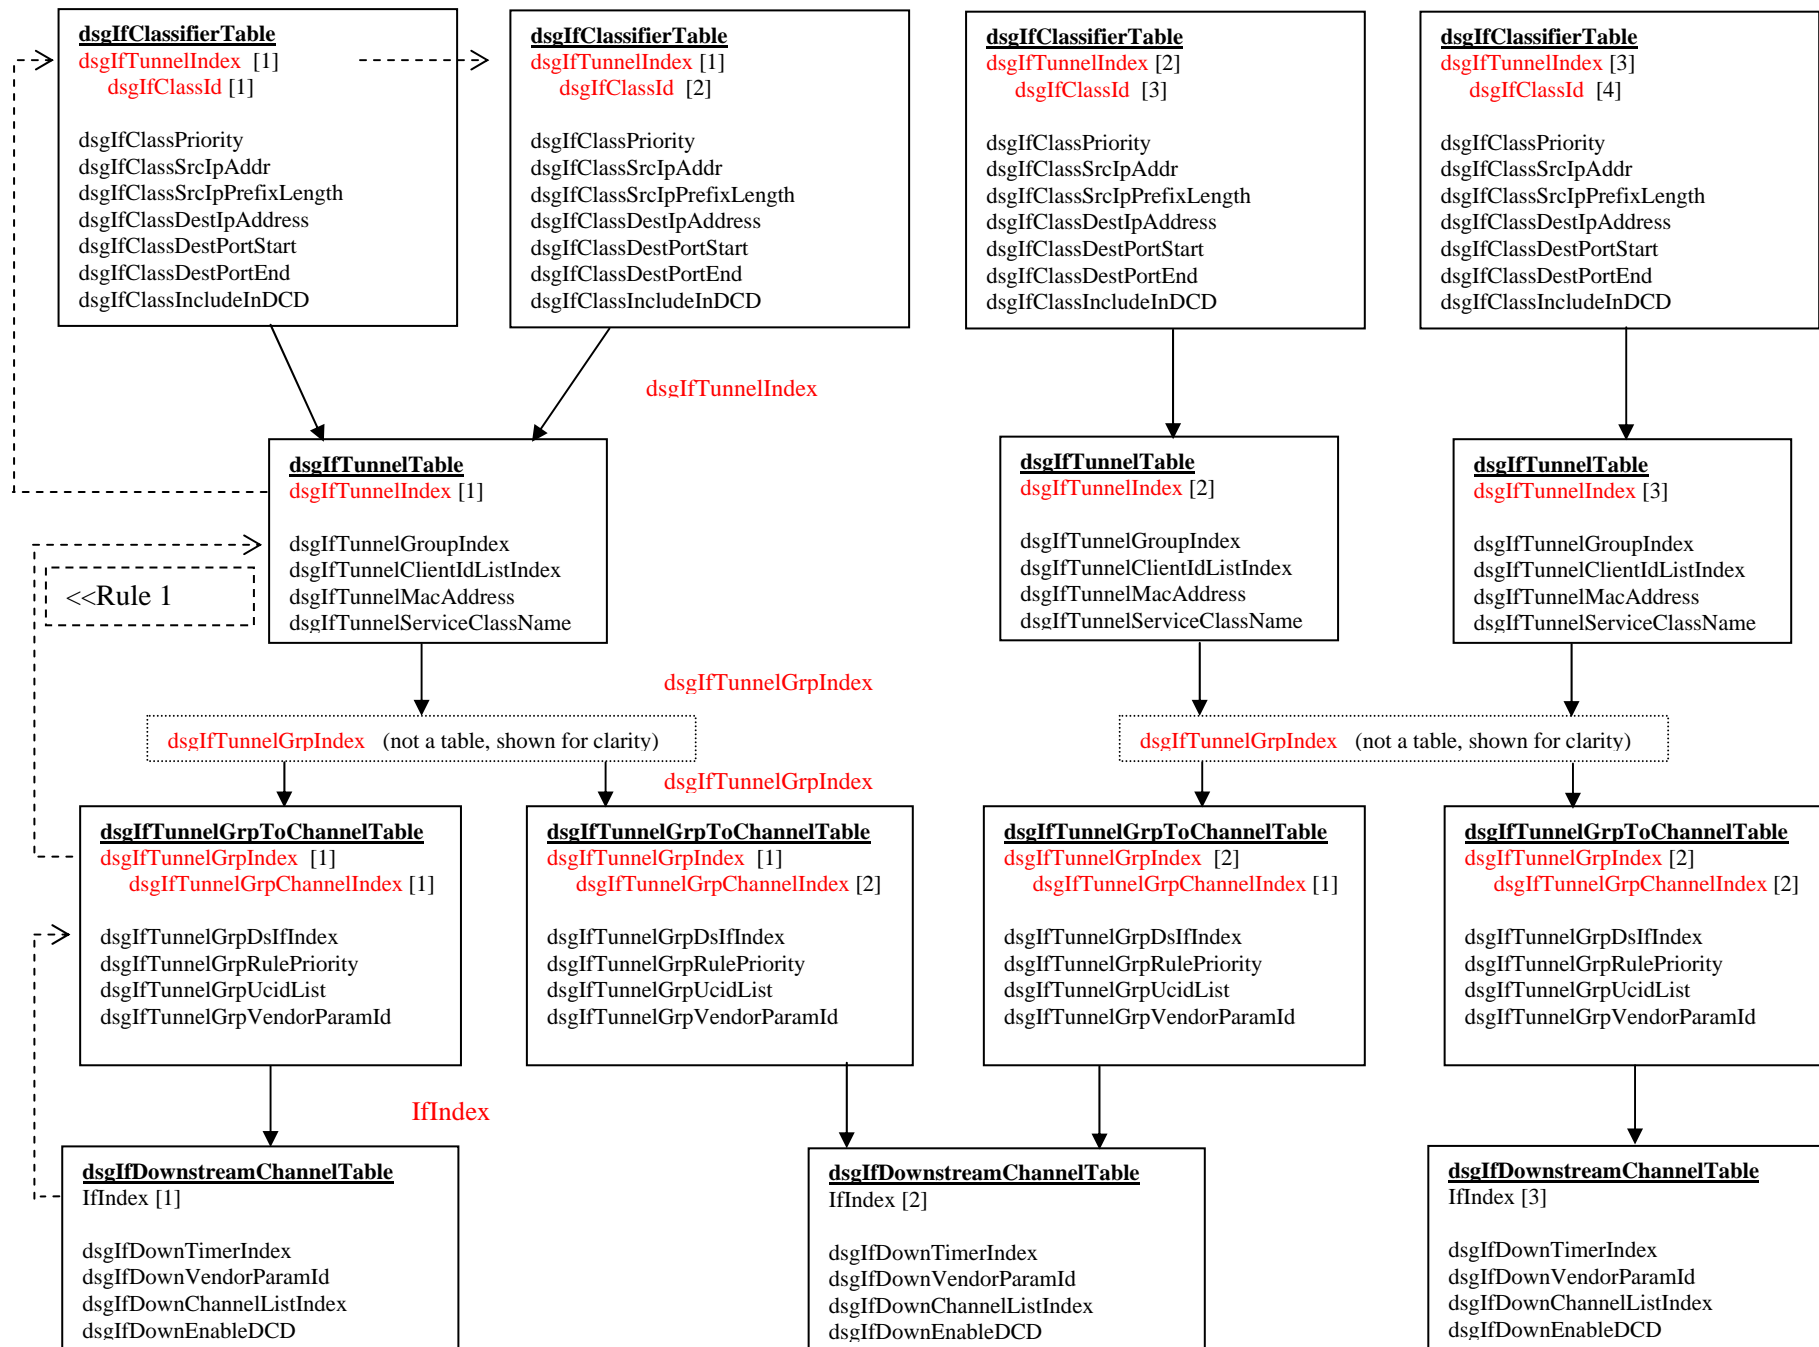 dsgIfClassifierTable
dsgIfTunnelIndex [1]
dsgIfClassId [1]
dsgIfClassPriority
dsgIfClassSrcIpAddr
dsgIfClassSrcIpPrefixLength
dsgIfClassDestIpAddress
dsgIfClassDestPortStart
dsgIfClassDestPortEnd
dsgIfClassIncludeInDCD
dsgIfClassifierTable
dsgIfTunnelIndex [1]
dsgIfClassId [2]
dsgIfClassPriority
dsgIfClassSrcIpAddr
dsgIfClassSrcIpPrefixLength
dsgIfClassDestIpAddress
dsgIfClassDestPortStart
dsgIfClassDestPortEnd
dsgIfClassIncludeInDCD
dsgIfClassifierTable
dsgIfTunnelIndex [2]
dsgIfClassId [3]
dsgIfClassPriority
dsgIfClassSrcIpAddr
dsgIfClassSrcIpPrefixLength
dsgIfClassDestIpAddress
dsgIfClassDestPortStart
dsgIfClassDestPortEnd
dsgIfClassIncludeInDCD
dsgIfClassifierTable
dsgIfTunnelIndex [3]
dsgIfClassId [4]
dsgIfClassPriority
dsgIfClassSrcIpAddr
dsgIfClassSrcIpPrefixLength
dsgIfClassDestIpAddress
dsgIfClassDestPortStart
dsgIfClassDestPortEnd
dsgIfClassIncludeInDCD
dsgIfTunnelIndex
dsgIfTunnelTable
dsgIfTunnelIndex [1]
dsgIfTunnelGroupIndex
dsgIfTunnelClientIdListIndex
dsgIfTunnelMacAddress
dsgIfTunnelServiceClassName
dsgIfTunnelTable
dsgIfTunnelIndex [2]
dsgIfTunnelGroupIndex
dsgIfTunnelClientIdListIndex
dsgIfTunnelMacAddress
dsgIfTunnelServiceClassName
dsgIfTunnelTable
dsgIfTunnelIndex [3]
dsgIfTunnelGroupIndex
dsgIfTunnelClientIdListIndex
dsgIfTunnelMacAddress
dsgIfTunnelServiceClassName
<<Rule 1
dsgIfTunnelGrpIndex
dsgIfTunnelGrpIndex (not a table, shown for clarity)
dsgIfTunnelGrpIndex (not a table, shown for clarity)
dsgIfTunnelGrpIndex
dsgIfTunnelGrpToChannelTable
dsgIfTunnelGrpIndex [1]
dsgIfTunnelGrpChannelIndex [1]
dsgIfTunnelGrpDsIfIndex
dsgIfTunnelGrpRulePriority
dsgIfTunnelGrpUcidList
dsgIfTunnelGrpVendorParamId
dsgIfTunnelGrpToChannelTable
dsgIfTunnelGrpIndex [1]
dsgIfTunnelGrpChannelIndex [2]
dsgIfTunnelGrpDsIfIndex
dsgIfTunnelGrpRulePriority
dsgIfTunnelGrpUcidList
dsgIfTunnelGrpVendorParamId
dsgIfTunnelGrpToChannelTable
dsgIfTunnelGrpIndex [2]
dsgIfTunnelGrpChannelIndex [1]
dsgIfTunnelGrpDsIfIndex
dsgIfTunnelGrpRulePriority
dsgIfTunnelGrpUcidList
dsgIfTunnelGrpVendorParamId
dsgIfTunnelGrpToChannelTable
dsgIfTunnelGrpIndex [2]
dsgIfTunnelGrpChannelIndex [2]
dsgIfTunnelGrpDsIfIndex
dsgIfTunnelGrpRulePriority
dsgIfTunnelGrpUcidList
dsgIfTunnelGrpVendorParamId
IfIndex
dsgIfDownstreamChannelTable
IfIndex [1]
dsgIfDownTimerIndex
dsgIfDownVendorParamId
dsgIfDownChannelListIndex
dsgIfDownEnableDCD
dsgIfDownstreamChannelTable
IfIndex [2]
dsgIfDownTimerIndex
dsgIfDownVendorParamId
dsgIfDownChannelListIndex
dsgIfDownEnableDCD
dsgIfDownstreamChannelTable
IfIndex [3]
dsgIfDownTimerIndex
dsgIfDownVendorParamId
dsgIfDownChannelListIndex
dsgIfDownEnableDCD